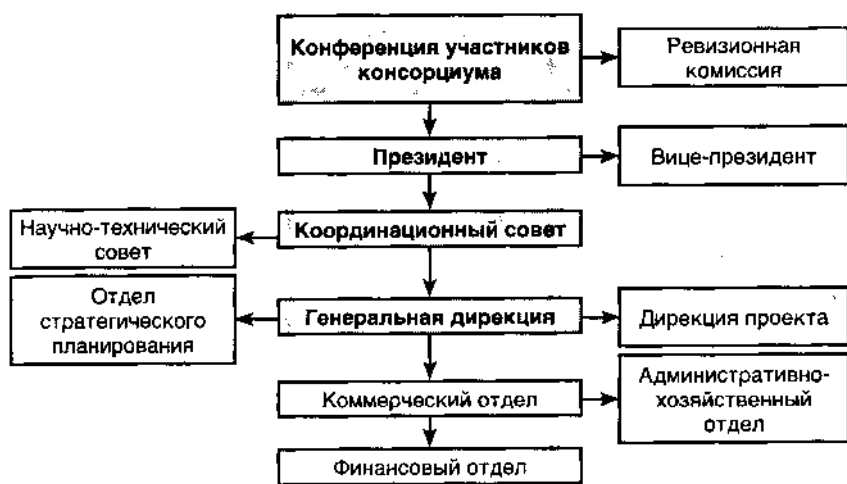 Конференция участников
консорциума
Ревизионная
комиссия
Президент
Вице-президент
Научно-технический
совет
Координационный совет
Отдел
стратегического
планирования
Генеральная дирекция
Дирекция проекта
Коммерческий отдел
Административно-
хозяйственный
отдел
Финансовый отдел